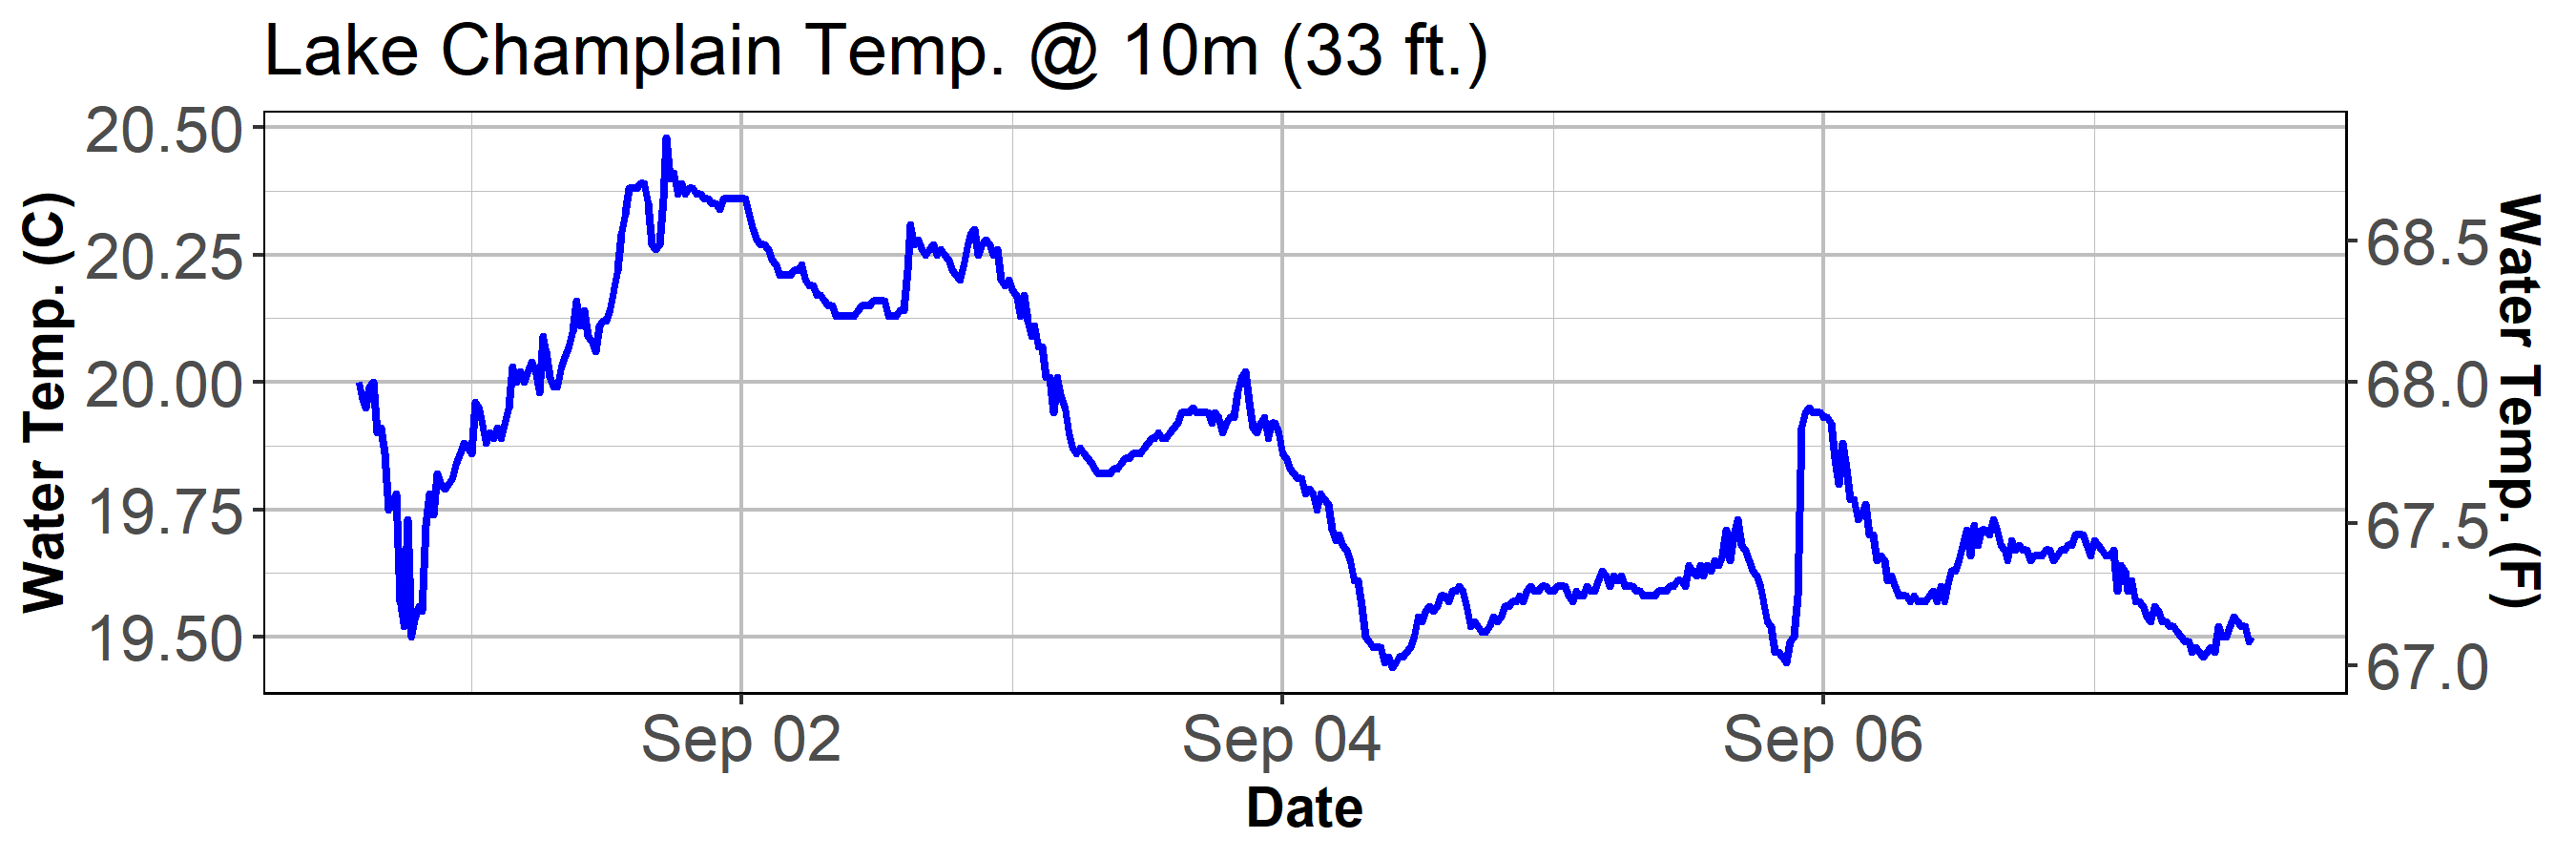 Lake Champlain Temp. @ 10m (33 ft.)
Water Temp. (C)
20.50
20.25
20.00
19.75
19.50
68.5
68.0
67.5
67.0
Water Temp. (F)
Sep 02
Sep 04
Sep 06
Date